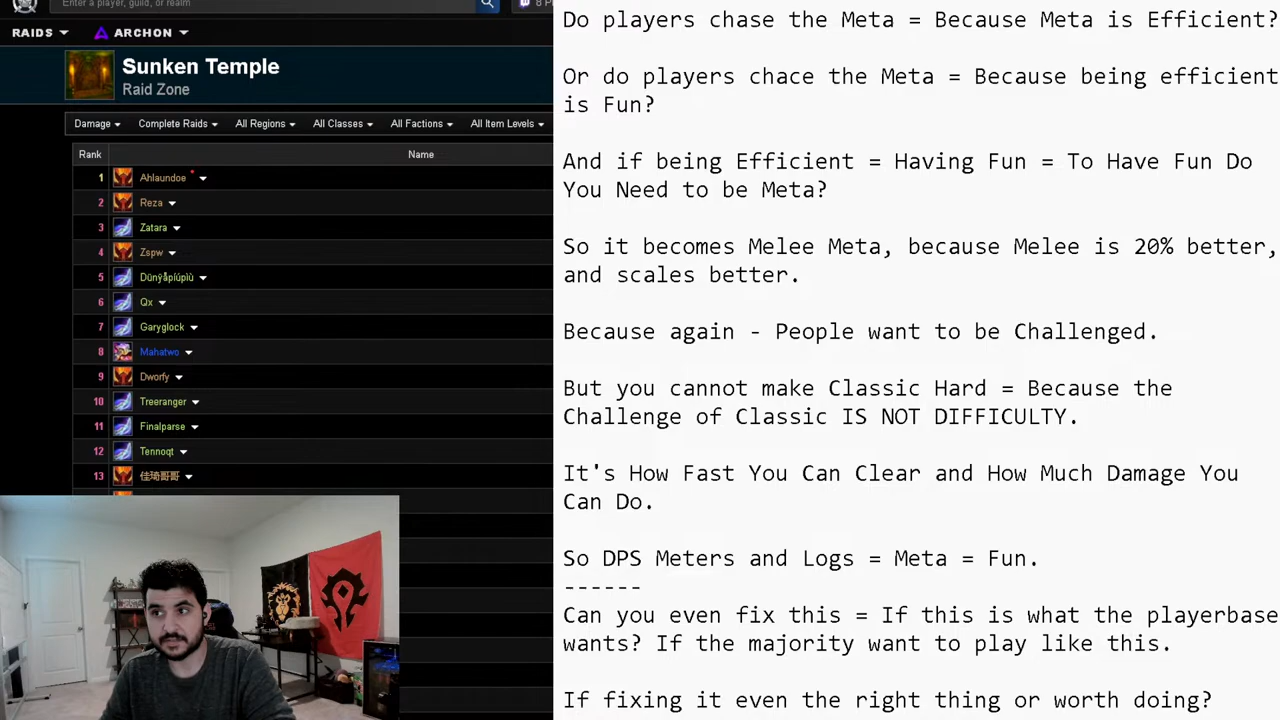 Enter a player, guild, or realm
8 P
RAIDS
ARCHON
Sunken Temple
Raid Zone
Damage
Complete Raids
All Regions
All Classes
All Factions
All Item Levels
Rank
Name
1 Ahlaundoe
2 Reza
3 Zatara
4 Zspw
5 Dünÿåpíúpìù
6 Qx
7 Garyglock
8 Mahatwo
9 Dworfy
10 Treeranger
11 Finalparse
12 Tennoqt
13 佳琦哥哥
Do players chase the Meta = Because Meta is Efficient?
Or do players chace the Meta = Because being efficient
is Fun?
And if being Efficient = Having Fun = To Have Fun Do
You Need to be Meta?
So it becomes Melee Meta, because Melee is 20% better,
and scales better.
Because again - People want to be Challenged.
But you cannot make Classic Hard = Because the
Challenge of Classic IS NOT DIFFICULTY.
It's How Fast You Can Clear and How Much Damage You
Can Do.
So DPS Meters and Logs = Meta = Fun.
------
Can you even fix this = If this is what the playerbase
wants? If the majority want to play like this.
If fixing it even the right thing or worth doing?